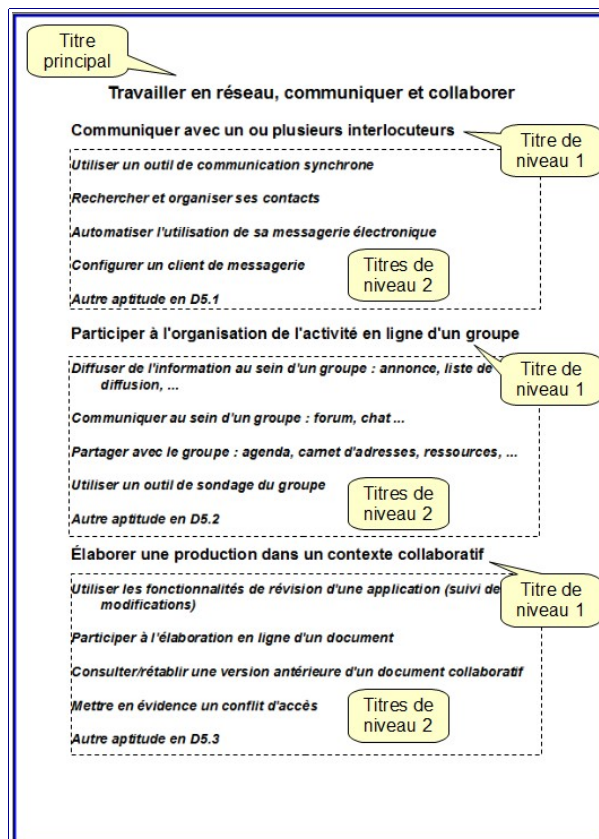 Titre
principal
Travailler en réseau, communiquer et collaborer
Communiquer avec un ou plusieurs interlocuteurs
Titre de
niveau 1
Utiliser un outil de communication synchrone
Rechercher et organiser ses contacts
Automatiser l'utilisation de sa messagerie électronique
Configurer un client de messagerie
Titres de
niveau 2
Autre aptitude en D5.1
Participer à l'organisation de l'activité en ligne d'un groupe
Titre de
niveau 1
Diffuser de l'information au sein d'un groupe : annonce, liste de
diffusion, ...
Communiquer au sein d'un groupe : forum, chat ...
Partager avec le groupe : agenda, carnet d'adresses, ressources, ...
Utiliser un outil de sondage du groupe
Titres de
niveau 2
Autre aptitude en D5.2
Élaborer une production dans un contexte collaboratif
Titre de
niveau 1
Utiliser les fonctionnalités de révision d'une application (suivi de
modifications)
Participer à l'élaboration en ligne d'un document
Consulter/rétablir une version antérieure d'un document collaboratif
Mettre en évidence un conflit d'accès
Titres de
niveau 2
Autre aptitude en D5.3